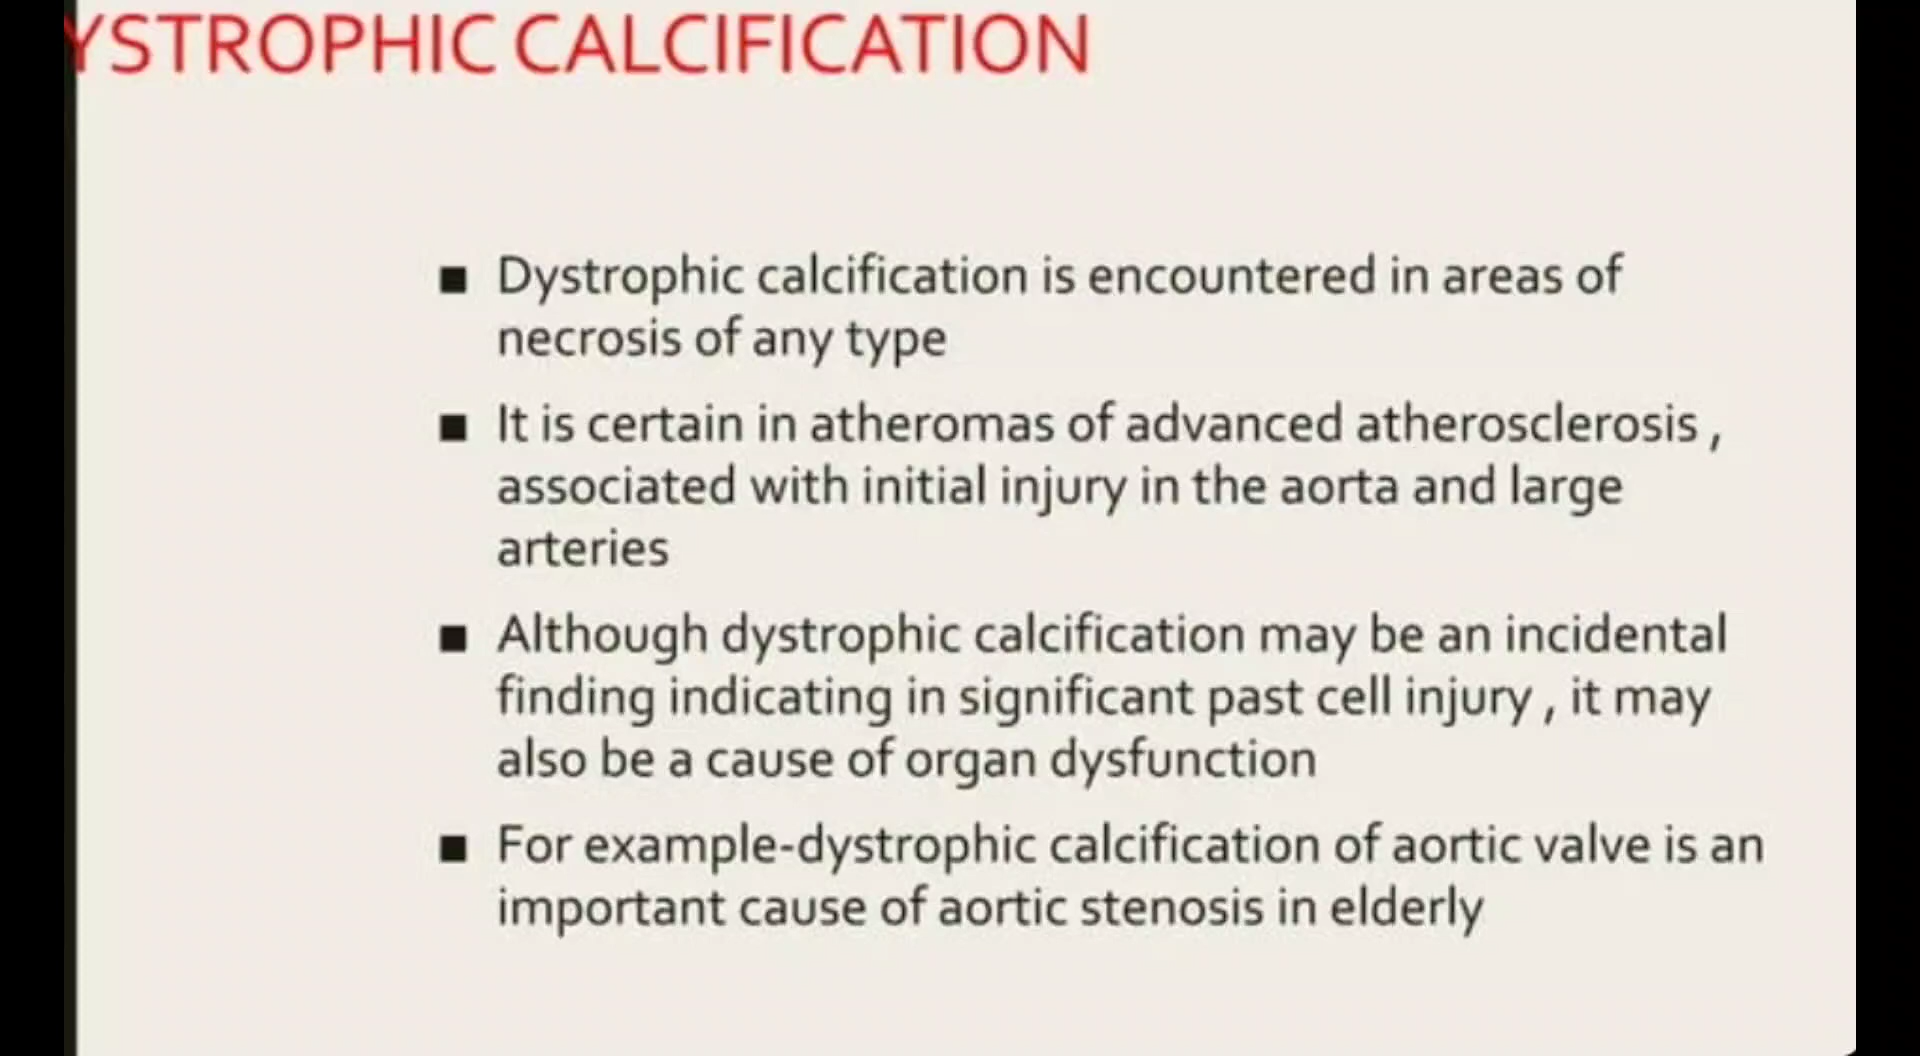 YSTROPHIC CALCIFICATION
■ Dystrophic calcification is encountered in areas of
necrosis of any type
■ It is certain in atheromas of advanced atherosclerosis ,
associated with initial injury in the aorta and large
arteries
■ Although dystrophic calcification may be an incidental
finding indicating in significant past cell injury , it may
also be a cause of organ dysfunction
■ For example-dystrophic calcification of aortic valve is an
important cause of aortic stenosis in elderly